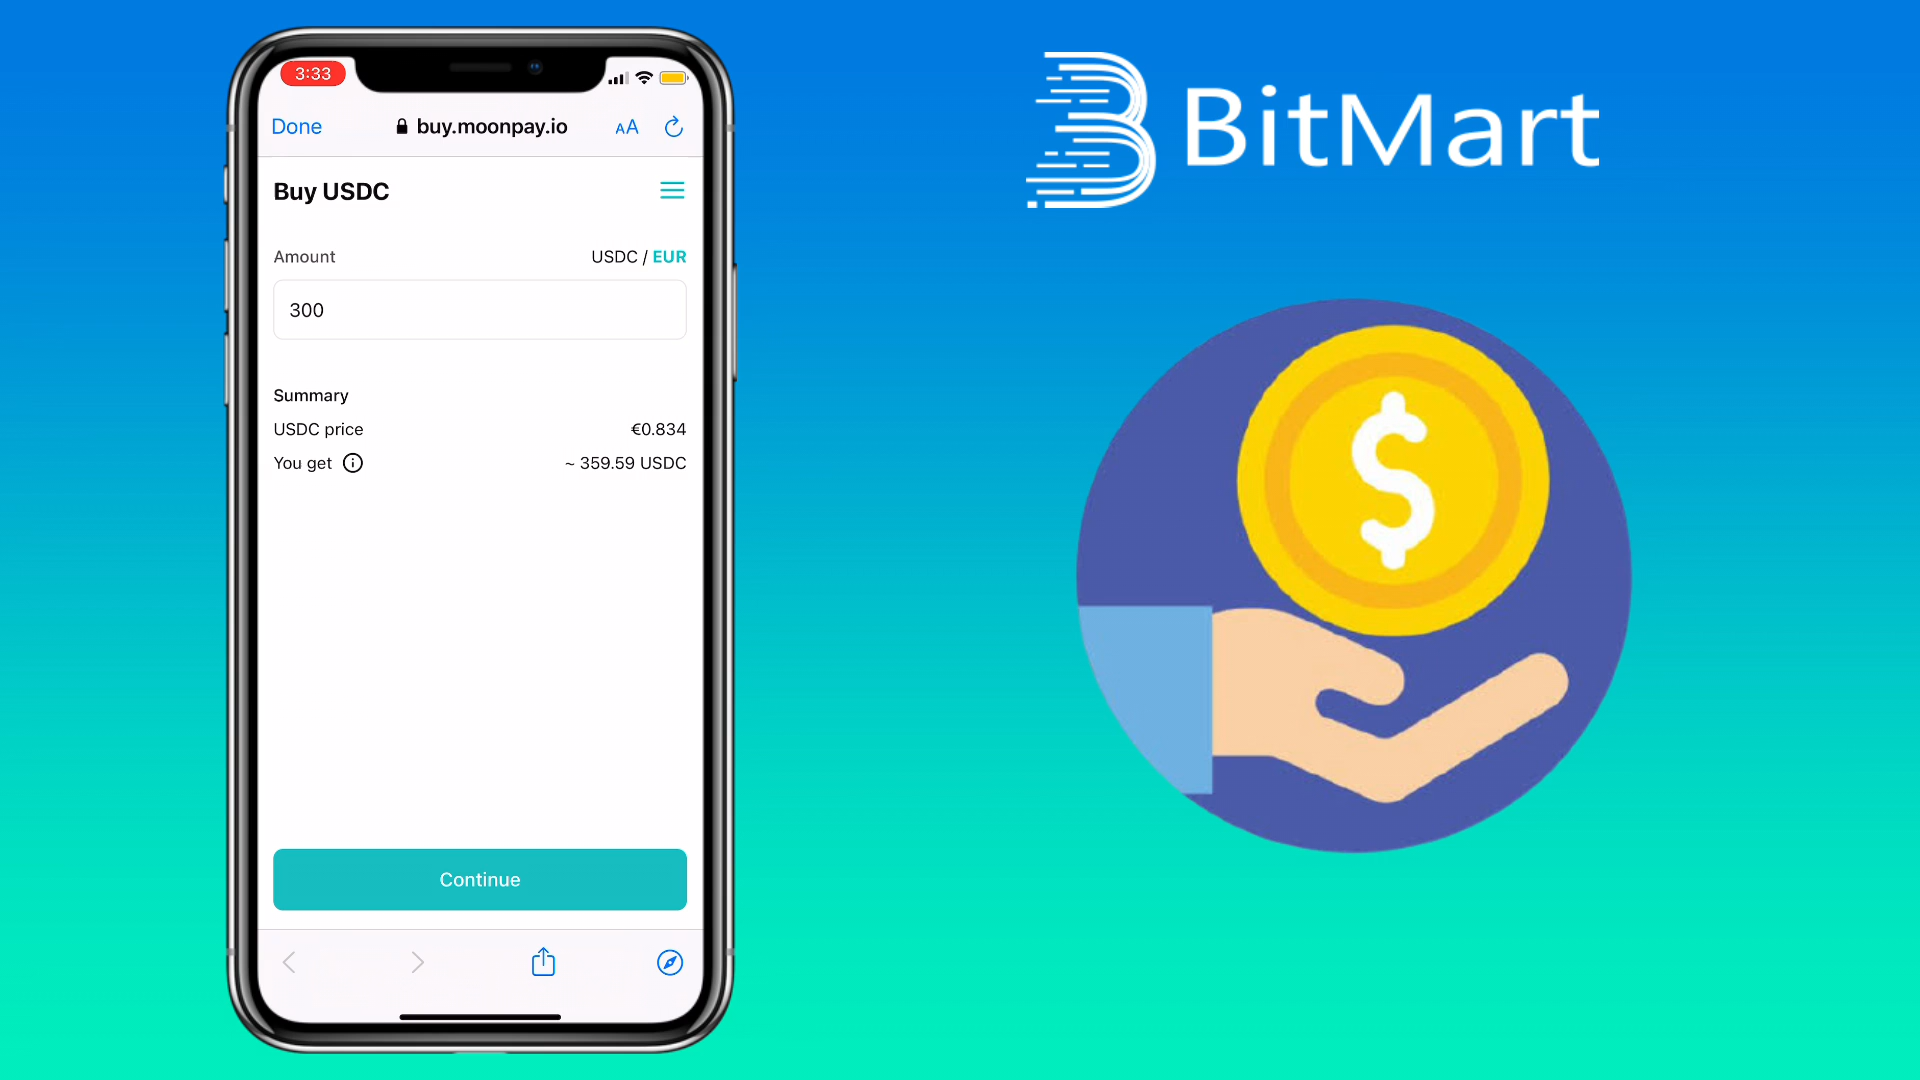 3:33
Done buy.moonpay.io AA
Buy USDC
Amount USDC / EUR
300
Summary
USDC price €0.834
You get ~ 359.59 USDC
Continue
BitMart
$